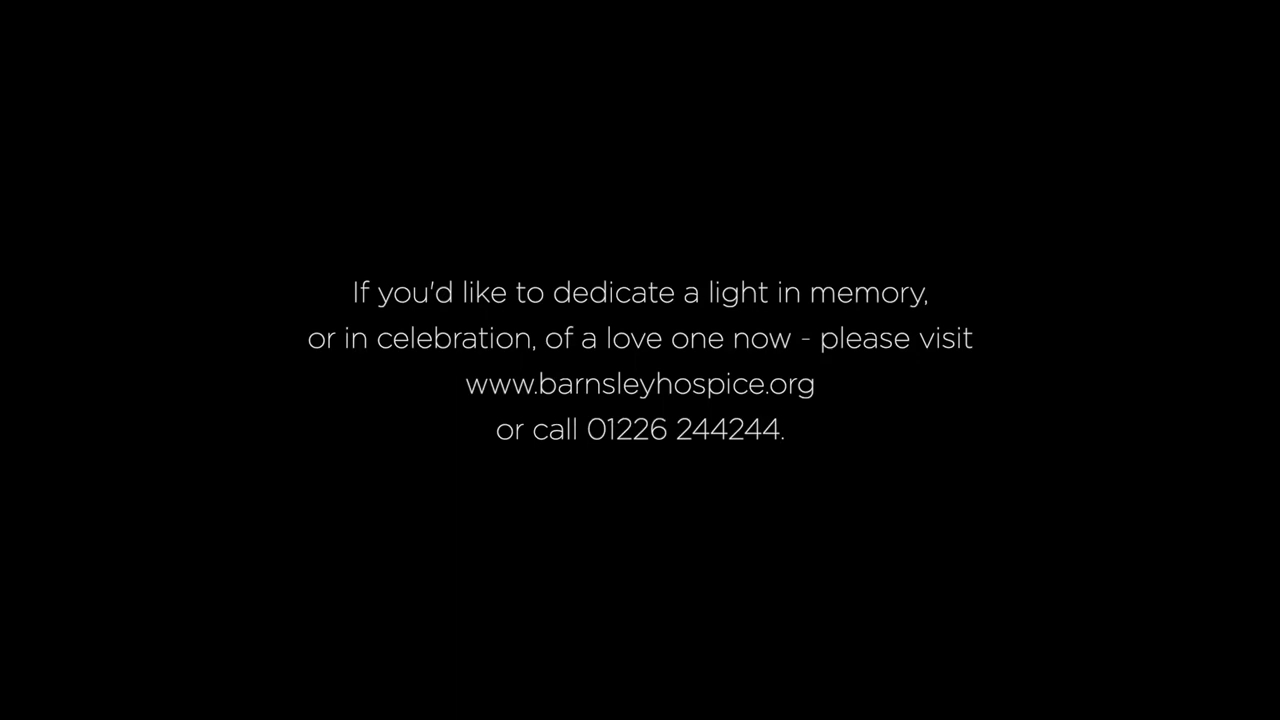 If you'd like to dedicate a light in memory,
or in celebration, of a love one now - please visit
www.barnsleyhospice.org
or call 01226 244244.